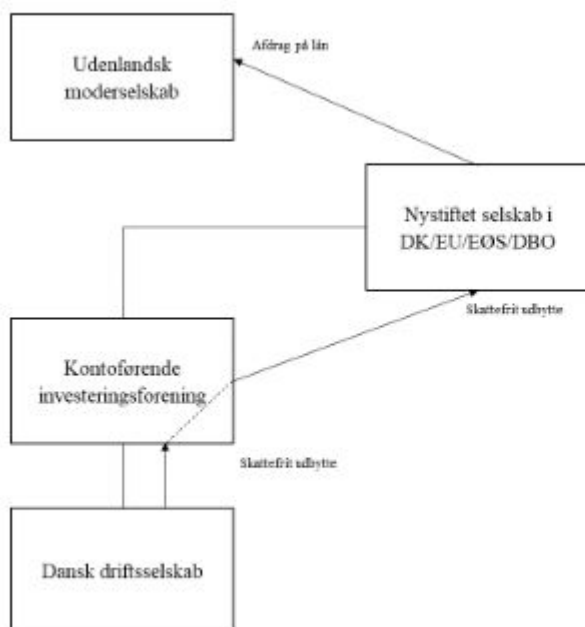 Afdrag på lån
Udenlandsk
moderselskab
Nystiftet selskab i
DK/EU/EØS/DBO
Skattefrit udbytte
Kontoførende
investeringsforening
Skattefrit udbytte
Dansk driftsselskab